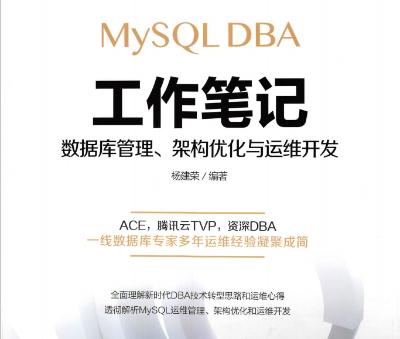 MySQL DBA
工作笔记
数据库管理、架构优化与运维开发
杨建荣/编著
ACE，腾讯云TVP，资深DBA
一线数据库专家多年运维经验凝聚成简
全面理解新时代DBA技术转型思路和运维心得
透彻解析MySQL运维管理、架构优化和运维开发